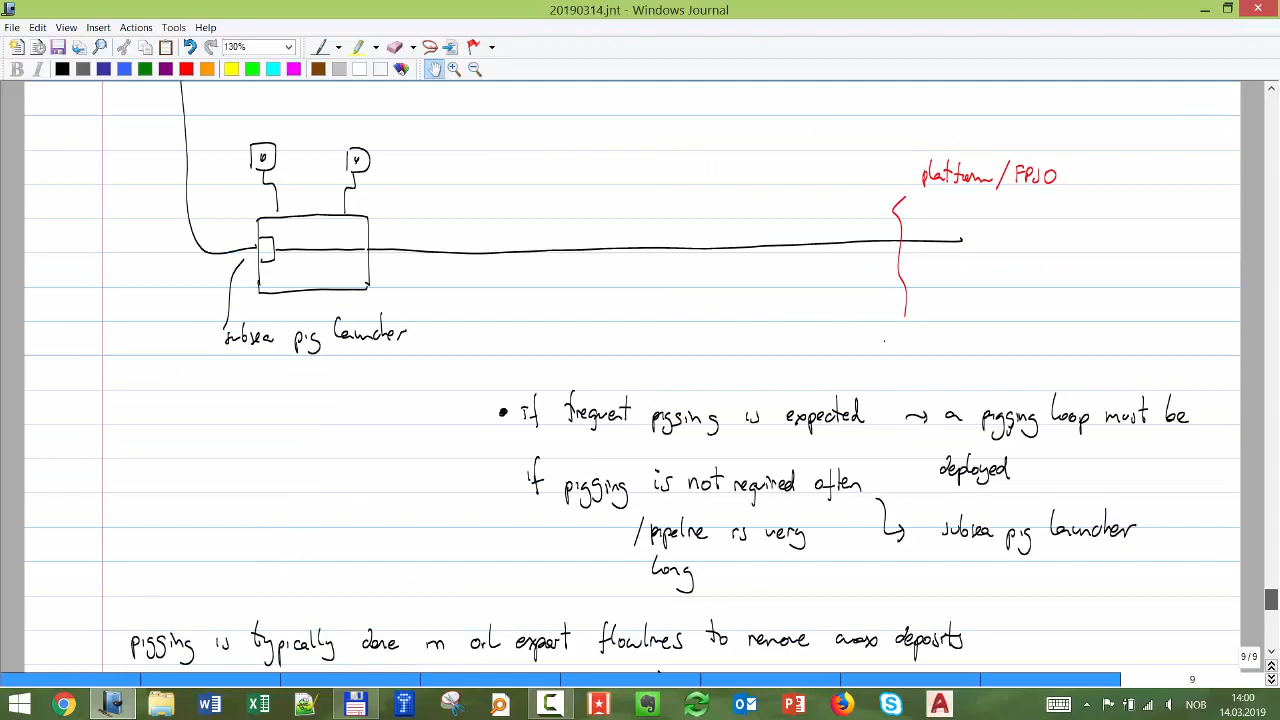 20190314.jnt - Windows Journal
File Edit View Insert Actions Tools Help
130%
B I
platform / FPSO
subsea pig launcher
• if frequent pigging is expected → a pigging loop must be
deployed
if pigging is not required often
/pipeline is very
long
→ subsea pig launcher
pigging is typically done in oil export flowlines to remove wax deposits
9 / 9
9
14:00
NOR
14.03.2019